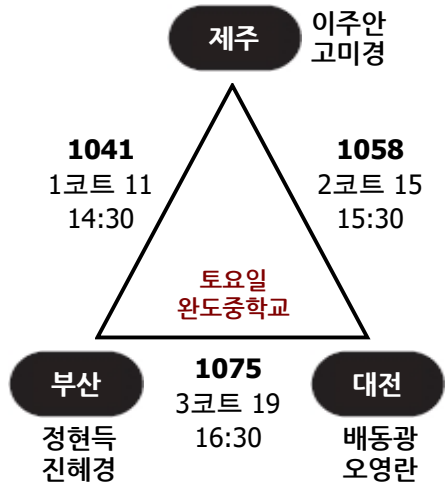 제주
이주안
고미경
1041
1코트 11
14:30
1058
2코트 15
15:30
토요일
완도중학교
부산
정현득
진혜경
1075
3코트 19
16:30
대전
배동광
오영란